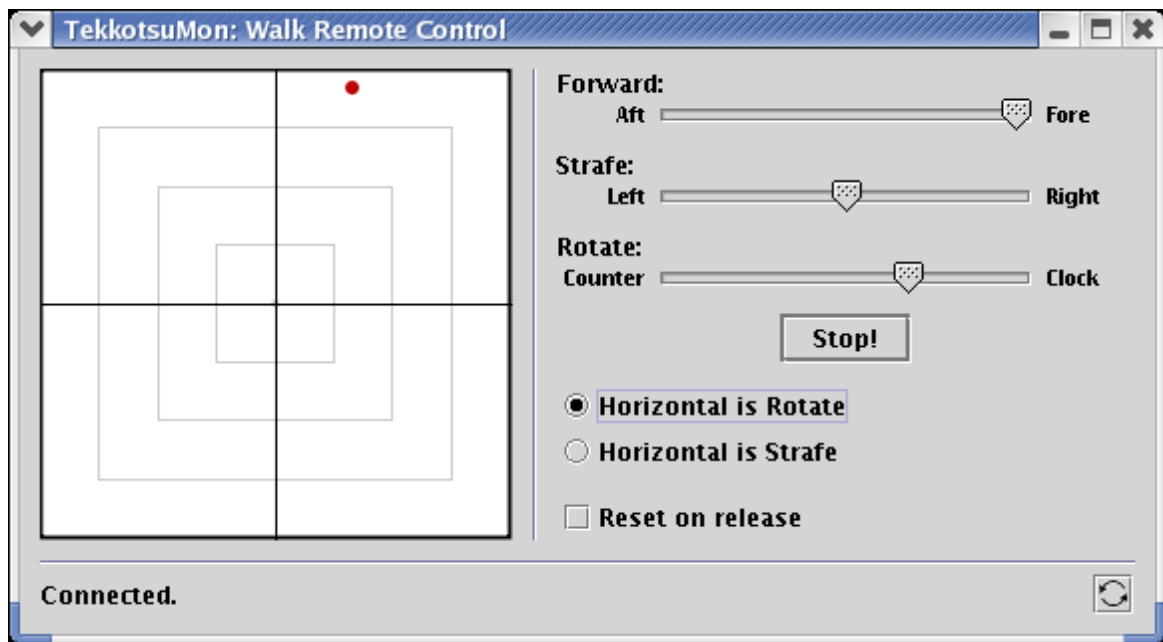 TekkotsuMon: Walk Remote Control
Forward:
Aft Fore
Strafe:
Left Right
Rotate:
Counter Clock
Stop!
Horizontal is Rotate
Horizontal is Strafe
Reset on release
Connected.